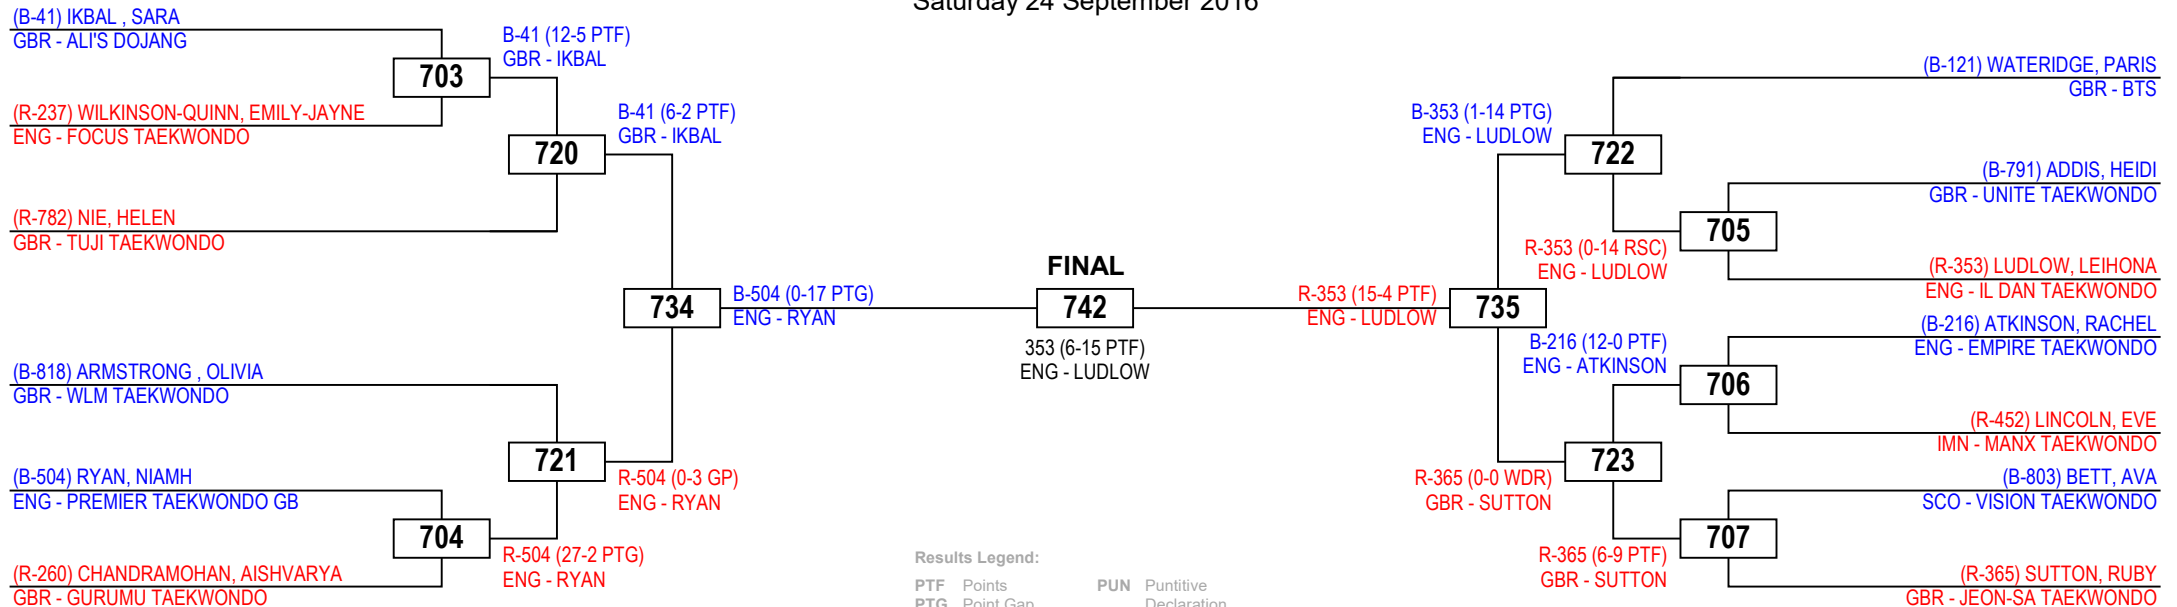 Saturday 24 September 2016
(B-41) IKBAL , SARA
GBR - ALI'S DOJANG
703
B-41 (12-5 PTF)
GBR - IKBAL
(R-237) WILKINSON-QUINN, EMILY-JAYNE
ENG - FOCUS TAEKWONDO
720
B-41 (6-2 PTF)
GBR - IKBAL
(R-782) NIE, HELEN
GBR - TUJI TAEKWONDO
734
B-504 (0-17 PTG)
ENG - RYAN
(B-818) ARMSTRONG , OLIVIA
GBR - WLM TAEKWONDO
721
R-504 (0-3 GP)
ENG - RYAN
(B-504) RYAN, NIAMH
ENG - PREMIER TAEKWONDO GB
704
R-504 (27-2 PTG)
ENG - RYAN
(R-260) CHANDRAMOHAN, AISHVARYA
GBR - GURUMU TAEKWONDO
FINAL
742
353 (6-15 PTF)
ENG - LUDLOW
(B-121) WATERIDGE, PARIS
GBR - BTS
B-353 (1-14 PTG)
ENG - LUDLOW
722
(B-791) ADDIS, HEIDI
GBR - UNITE TAEKWONDO
705
R-353 (0-14 RSC)
ENG - LUDLOW
(R-353) LUDLOW, LEIHONA
ENG - IL DAN TAEKWONDO
R-353 (15-4 PTF)
ENG - LUDLOW
735
(B-216) ATKINSON, RACHEL
ENG - EMPIRE TAEKWONDO
B-216 (12-0 PTF)
ENG - ATKINSON
706
(R-452) LINCOLN, EVE
IMN - MANX TAEKWONDO
723
R-365 (0-0 WDR)
GBR - SUTTON
(B-803) BETT, AVA
SCO - VISION TAEKWONDO
707
R-365 (6-9 PTF)
GBR - SUTTON
(R-365) SUTTON, RUBY
GBR - JEON-SA TAEKWONDO
Results Legend:
PTF Points PUN Puntitive
PTG Point Gap Declaration